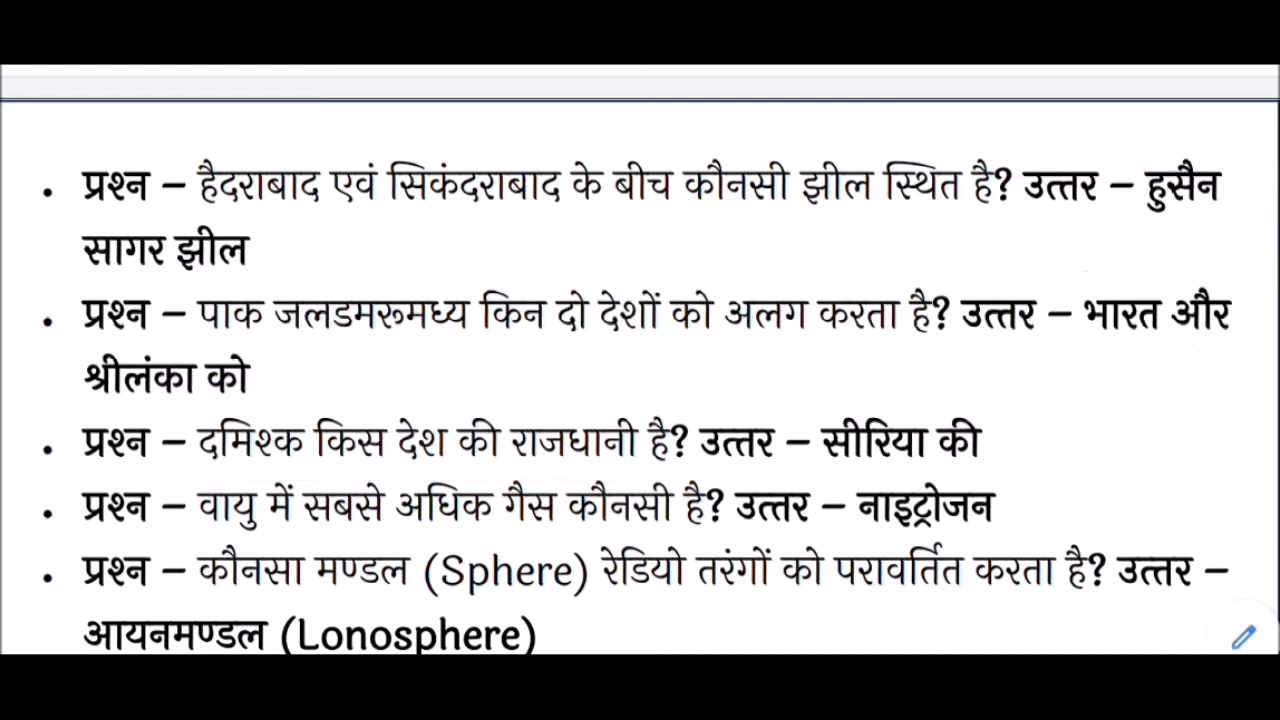 • प्रश्न – हैदराबाद एवं सिकंदराबाद के बीच कौनसी झील स्थित है? उत्तर – हुसैन
सागर झील
• प्रश्न – पाक जलडमरूमध्य किन दो देशों को अलग करता है? उत्तर – भारत और
श्रीलंका को
• प्रश्न – दमिश्क किस देश की राजधानी है? उत्तर – सीरिया की
• प्रश्न – वायु में सबसे अधिक गैस कौनसी है? उत्तर – नाइट्रोजन
• प्रश्न – कौनसा मण्डल (Sphere) रेडियो तरंगों को परावर्तित करता है? उत्तर –
आयनमण्डल (Lonosphere)